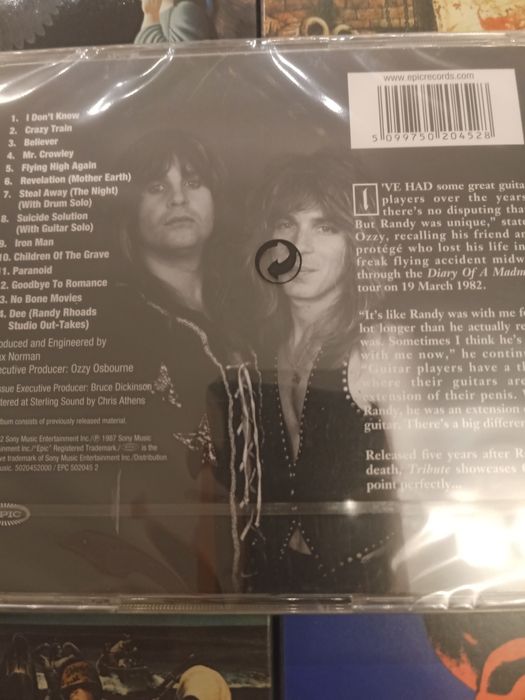 www.epicrecords.com
5 099750 204528
1. I Don't Know
2. Crazy Train
3. Believer
4. Mr. Crowley
5. Flying High Again
6. Revelation (Mother Earth)
7. Steal Away (The Night)
(With Drum Solo)
8. Suicide Solution
(With Guitar Solo)
9. Iron Man
10. Children Of The Grave
11. Paranoid
2. Goodbye To Romance
3. No Bone Movies
4. Dee (Randy Rhoads
Studio Out-Takes)
oduced and Engineered by
ax Norman
ecutive Producer: Ozzy Osbourne
ssue Executive Producer: Bruce Dickinson
stered at Sterling Sound by Chris Athens
lbum consists of previously released material
2 Sony Music Entertainment Inc./℗ 1987 Sony Music
inment Inc./"Epic" Registered Trademark/
ve trademark of Sony Music Entertainment Inc./Distribution
usic. 5020452000 / EPC 502045 2
EPIC
I'VE HAD some great guita
players over the years
there's no disputing tha
But Randy was unique," state
Ozzy, recalling his friend an
protégé who lost his life in
freak flying accident midw
through the Diary Of A Madm
tour on 19 March 1982.
"It's like Randy was with me f
lot longer than he actually re
was. Sometimes I think he's
with me now," he contin
"Guitar players have a th
where their guitars are
extension of their penis.
Randy, he was an extension
guitar. There's a big differen
Released five years after R
death, Tribute showcases
point perfectly...